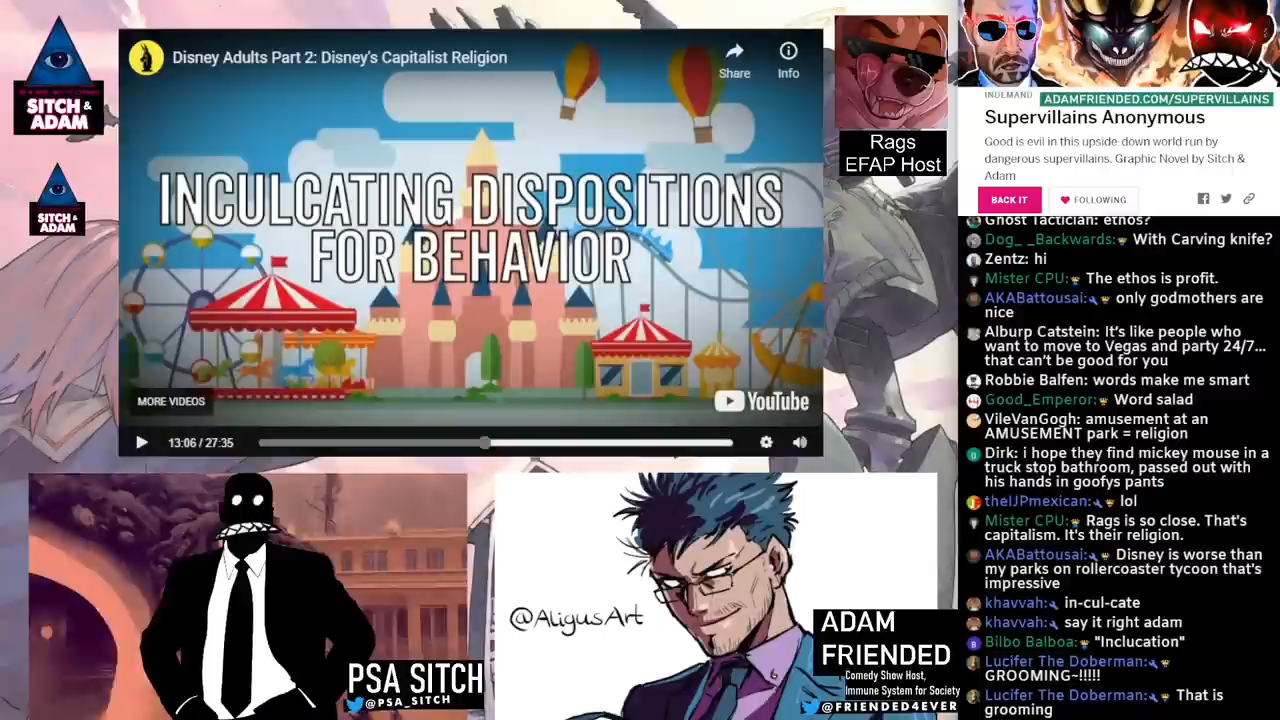 SITCH &
ADAM
SITCH &
ADAM
Disney Adults Part 2: Disney's Capitalist Religion
Share
Info
INCULCATING DISPOSITIONS
FOR BEHAVIOR
MORE VIDEOS
YouTube
13:06 / 27:35
Rags
EFAP Host
INDEMAND
ADAMFRIENDED.COM/SUPERVILLAINS
Supervillains Anonymous
Good is evil in this upside-down world run by
dangerous supervillains. Graphic Novel by Sitch &
Adam
BACK IT
FOLLOWING
Ghost Tactician: ethos?
Dog_ _Backwards: With Carving knife?
Zentz: hi
Mister CPU: The ethos is profit.
AKABattousai: only godmothers are
nice
Alburp Catstein: It's like people who
want to move to Vegas and party 24/7...
that can't be good for you
Robbie Balfen: words make me smart
Good_Emperor: Word salad
VileVanGogh: amusement at an
AMUSEMENT park = religion
Dirk: i hope they find mickey mouse in a
truck stop bathroom, passed out with
his hands in goofys pants
theIJPmexican: lol
Mister CPU: Rags is so close. That's
capitalism. It's their religion.
AKABattousai: Disney is worse than
my parks on rollercoaster tycoon that's
impressive
khavvah: in-cul-cate
khavvah: say it right adam
Bilbo Balboa: "Inclucation"
Lucifer The Doberman:
GROOMING~!!!!!
Lucifer The Doberman: That is
grooming
PSA SITCH
@PSA_SITCH
@AligusArt
ADAM
FRIENDED
Comedy Show Host,
Immune System for Society
@FRIENDED4EVER